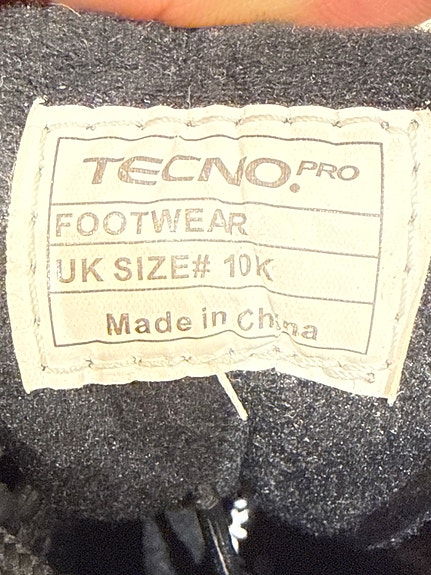 TECNO.PRO
FOOTWEAR
UK SIZE# 10K
Made in China